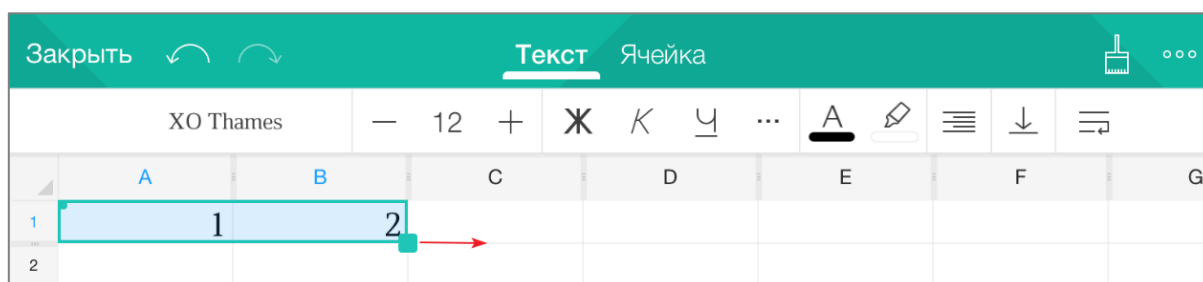 Закрыть Текст Ячейка
XO Thames — 12 + Ж К Ч ... A
A B C D E F G
1 1 2
2